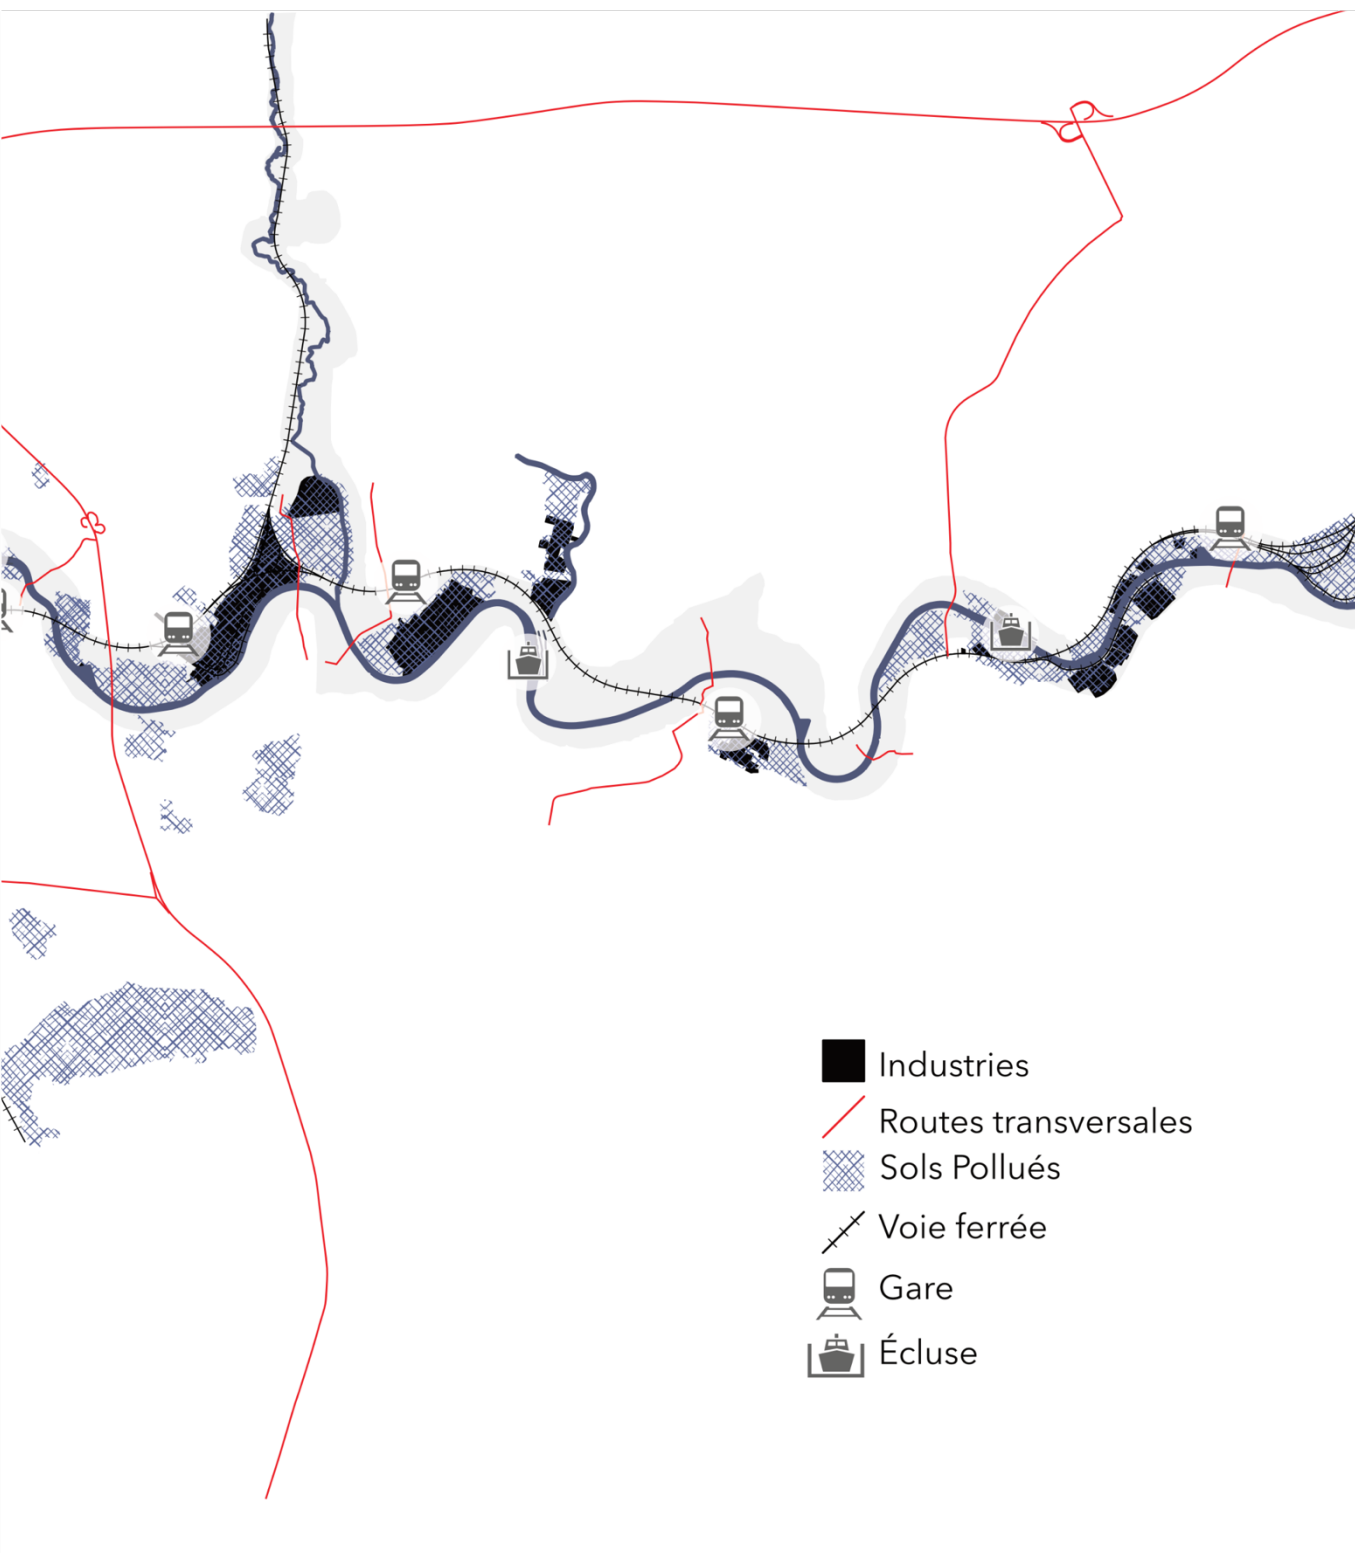 Industries
Routes transversales
Sols Pollués
Voie ferrée
Gare
Écluse